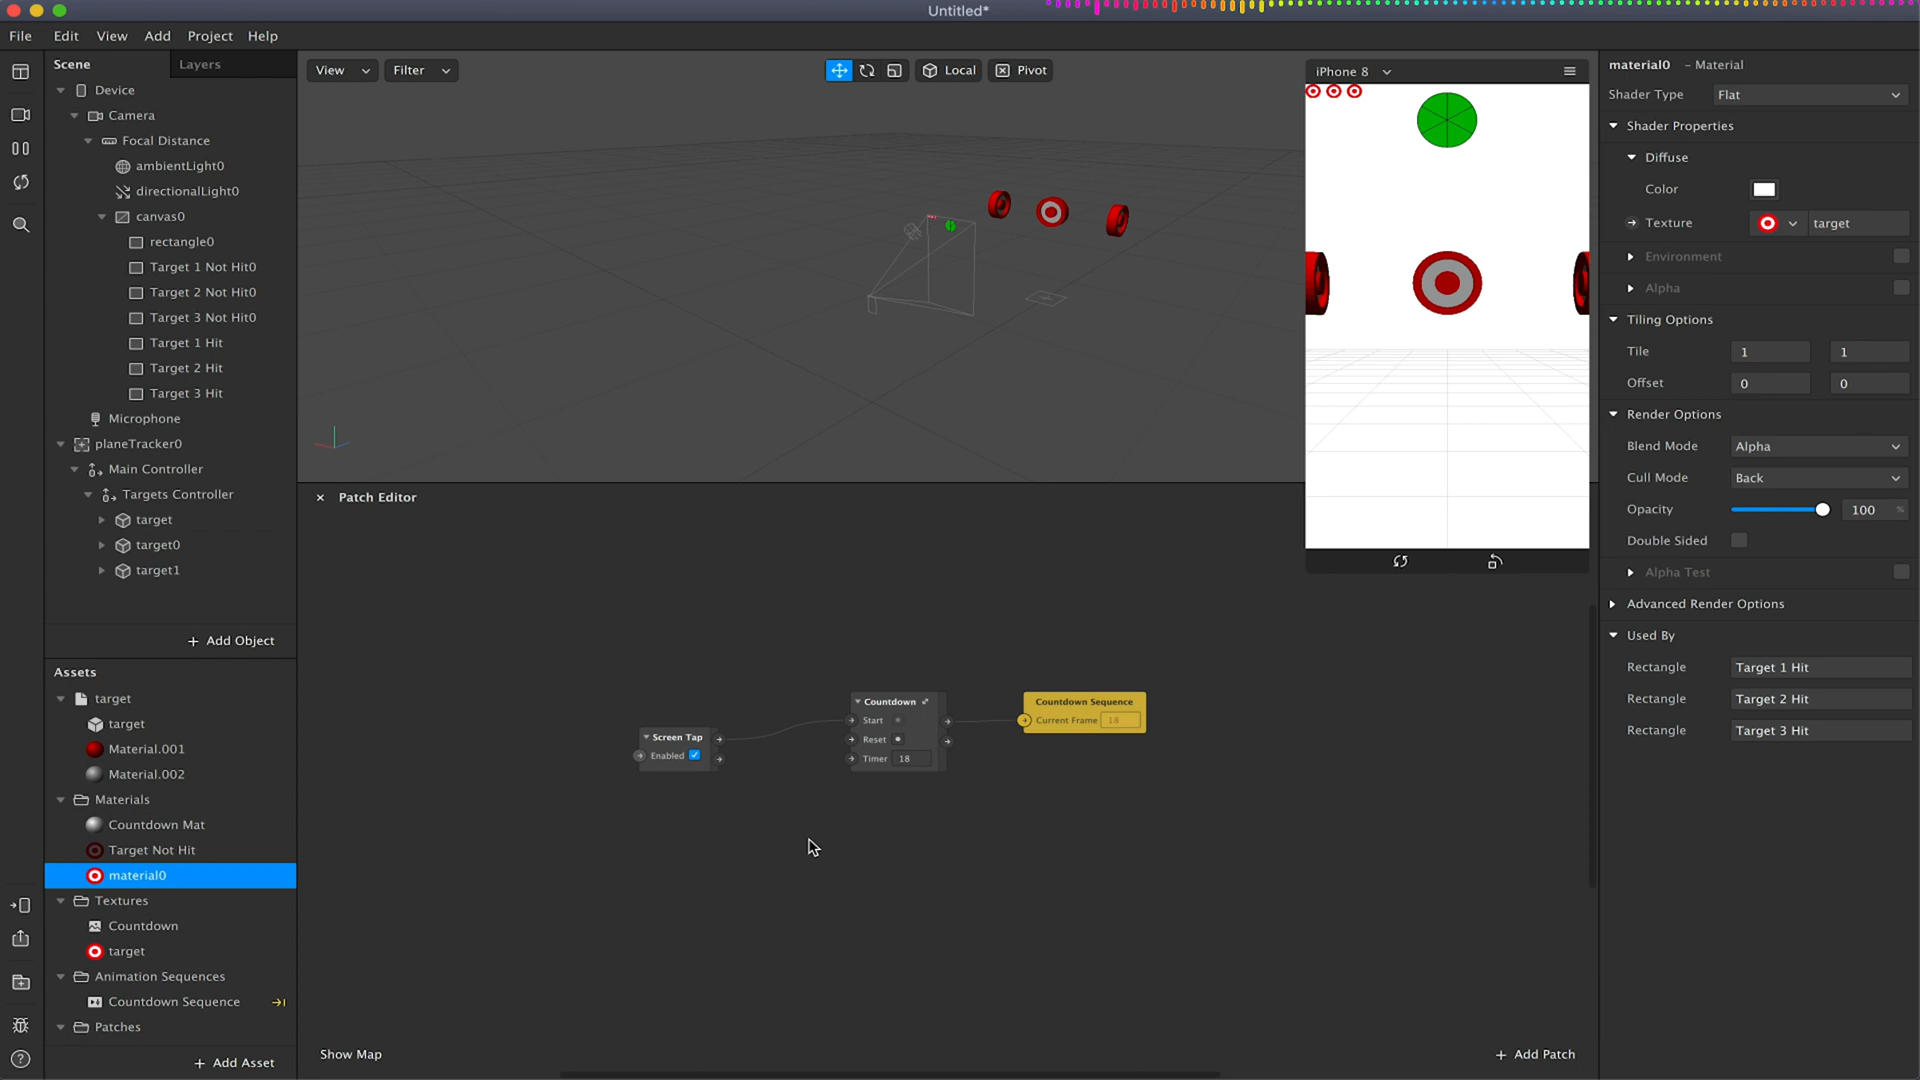 Untitled*
File Edit View Add Project Help
Scene
Layers
Device
Camera
Focal Distance
ambientLight0
directionalLight0
canvas0
rectangle0
Target 1 Not Hit0
Target 2 Not Hit0
Target 3 Not Hit0
Target 1 Hit
Target 2 Hit
Target 3 Hit
Microphone
planeTracker0
Main Controller
Targets Controller
target
target0
target1
+ Add Object
Assets
target
target
Material.001
Material.002
Materials
Countdown Mat
Target Not Hit
material0
Textures
Countdown
target
Animation Sequences
Countdown Sequence
Patches
+ Add Asset
View
Filter
Local
Pivot
iPhone 8
Patch Editor
Screen Tap
Enabled
Countdown
Start
Reset
Timer 18
Countdown Sequence
Current Frame 18
Show Map
+ Add Patch
material0 - Material
Shader Type Flat
Shader Properties
Diffuse
Color
Texture target
Environment
Alpha
Tiling Options
Tile 1 1
Offset 0 0
Render Options
Blend Mode Alpha
Cull Mode Back
Opacity 100 %
Double Sided
Alpha Test
Advanced Render Options
Used By
Rectangle Target 1 Hit
Rectangle Target 2 Hit
Rectangle Target 3 Hit